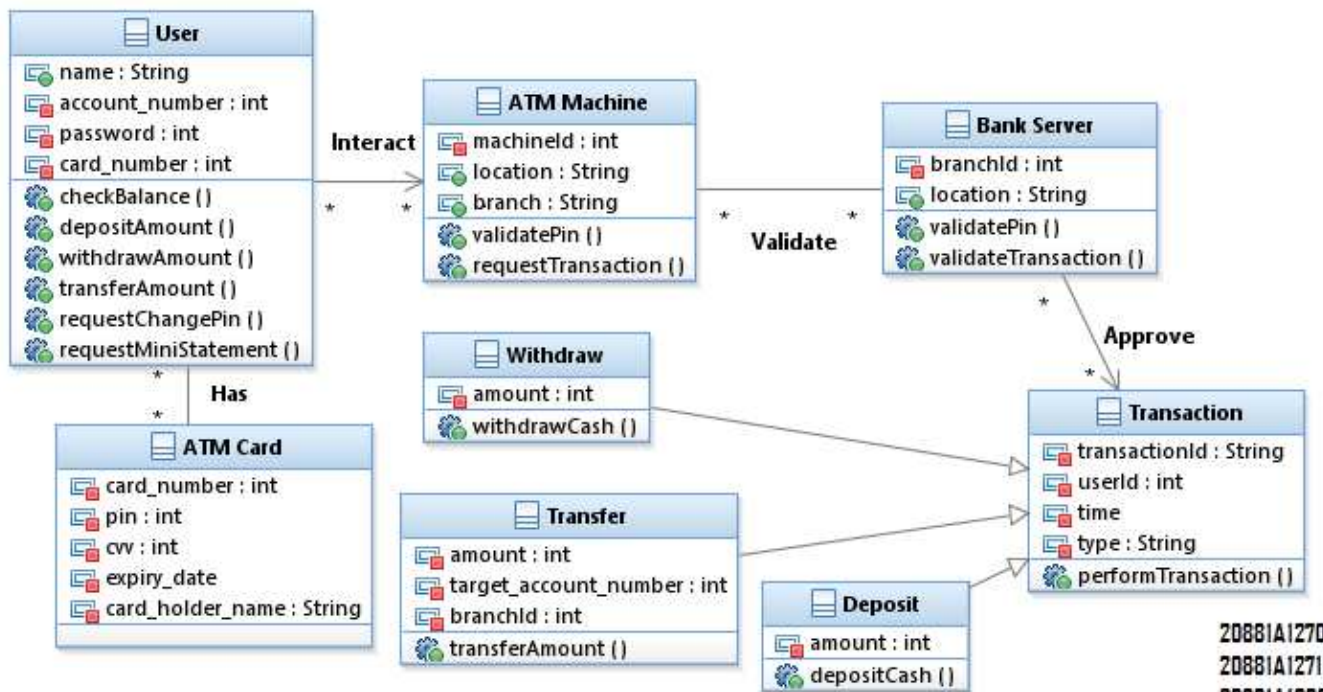 User
name : String
account_number : int
password : int
card_number : int
checkBalance ()
depositAmount ()
withdrawAmount ()
transferAmount ()
requestChangePin ()
requestMiniStatement ()
Interact
*
*
ATM Machine
machineId : int
location : String
branch : String
validatePin ()
requestTransaction ()
*
*
Validate
Bank Server
branchId : int
location : String
validatePin ()
validateTransaction ()
*
Approve
*
*
Has
*
ATM Card
card_number : int
pin : int
cvv : int
expiry_date
card_holder_name : String
Withdraw
amount : int
withdrawCash ()
Transfer
amount : int
target_account_number : int
branchId : int
transferAmount ()
Deposit
amount : int
depositCash ()
Transaction
transactionId : String
userId : int
time
type : String
performTransaction ()
20881A1270
20881A1271